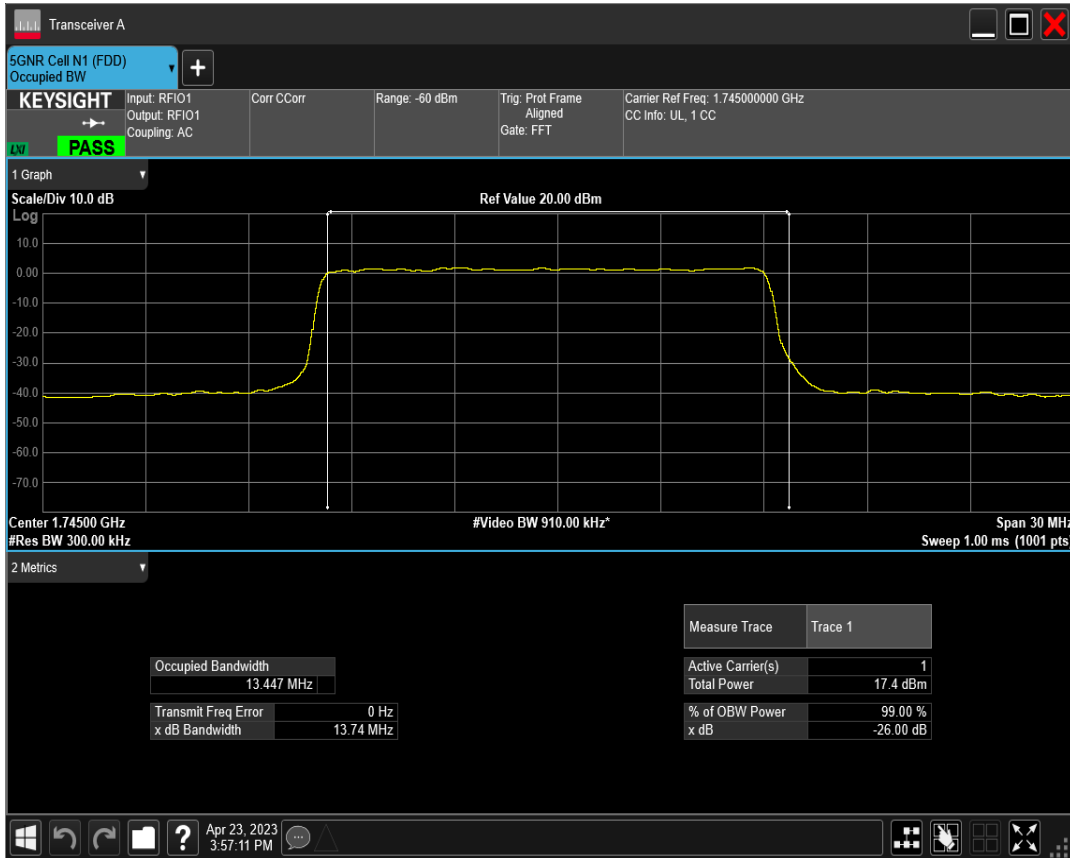 Transceiver A
5GNR Cell N1 (FDD)
Occupied BW
+
KEYSIGHT
LXI
PASS
Input: RFIO1
Output: RFIO1
Coupling: AC
Corr CCorr
Range: -60 dBm
Trig: Prot Frame
Aligned
Gate: FFT
Carrier Ref Freq: 1.745000000 GHz
CC Info: UL, 1 CC
1 Graph
Scale/Div 10.0 dB
Ref Value 20.00 dBm
Log
10.0
0.00
-10.0
-20.0
-30.0
-40.0
-50.0
-60.0
-70.0
Center 1.74500 GHz
#Video BW 910.00 kHz*
Span 30 MHz
#Res BW 300.00 kHz
Sweep 1.00 ms (1001 pts)
2 Metrics
Measure Trace Trace 1
Occupied Bandwidth
13.447 MHz
Active Carrier(s) 1
Total Power 17.4 dBm
Transmit Freq Error 0 Hz
x dB Bandwidth 13.74 MHz
% of OBW Power 99.00 %
x dB -26.00 dB
?
Apr 23, 2023
3:57:11 PM